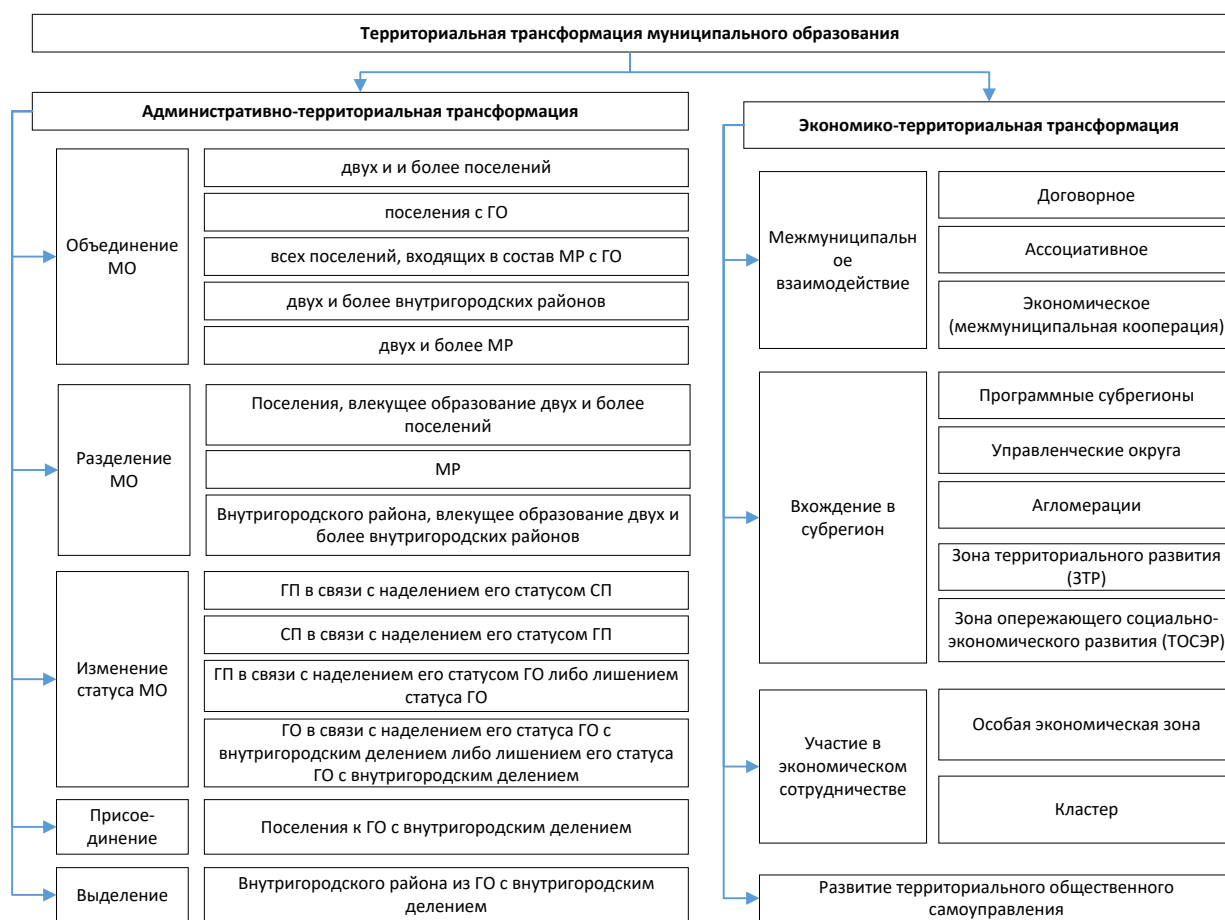 Территориальная трансформация муниципального образования
Административно-территориальная трансформация
Объединение
МО
двух и и более поселений
поселения с ГО
всех поселений, входящих в состав МР с ГО
двух и более внутригородских районов
двух и более МР
Разделение
МО
Поселения, влекущее образование двух и более
поселений
МР
Внутригородского района, влекущее образование двух и
более внутригородских районов
Изменение
статуса МО
ГП в связи с наделением его статусом СП
СП в связи с наделением его статусом ГП
ГП в связи с наделением его статусом ГО либо лишением
статуса ГО
ГО в связи с наделением его статуса ГО с
внутригородским делением либо лишением его статуса
ГО с внутригородским делением
Присое-
динение
Поселения к ГО с внутригородским делением
Выделение
Внутригородского района из ГО с внутригородским
делением
Экономико-территориальная трансформация
Межмуниципальн
ое
взаимодействие
Договорное
Ассоциативное
Экономическое
(межмуниципальная кооперация)
Вхождение в
субрегион
Программные субрегионы
Управленческие округа
Агломерации
Зона территориального развития
(ЗТР)
Зона опережающего социально-
экономического развития (ТОСЭР)
Участие в
экономическом
сотрудничестве
Особая экономическая зона
Кластер
Развитие территориального общественного
самоуправления